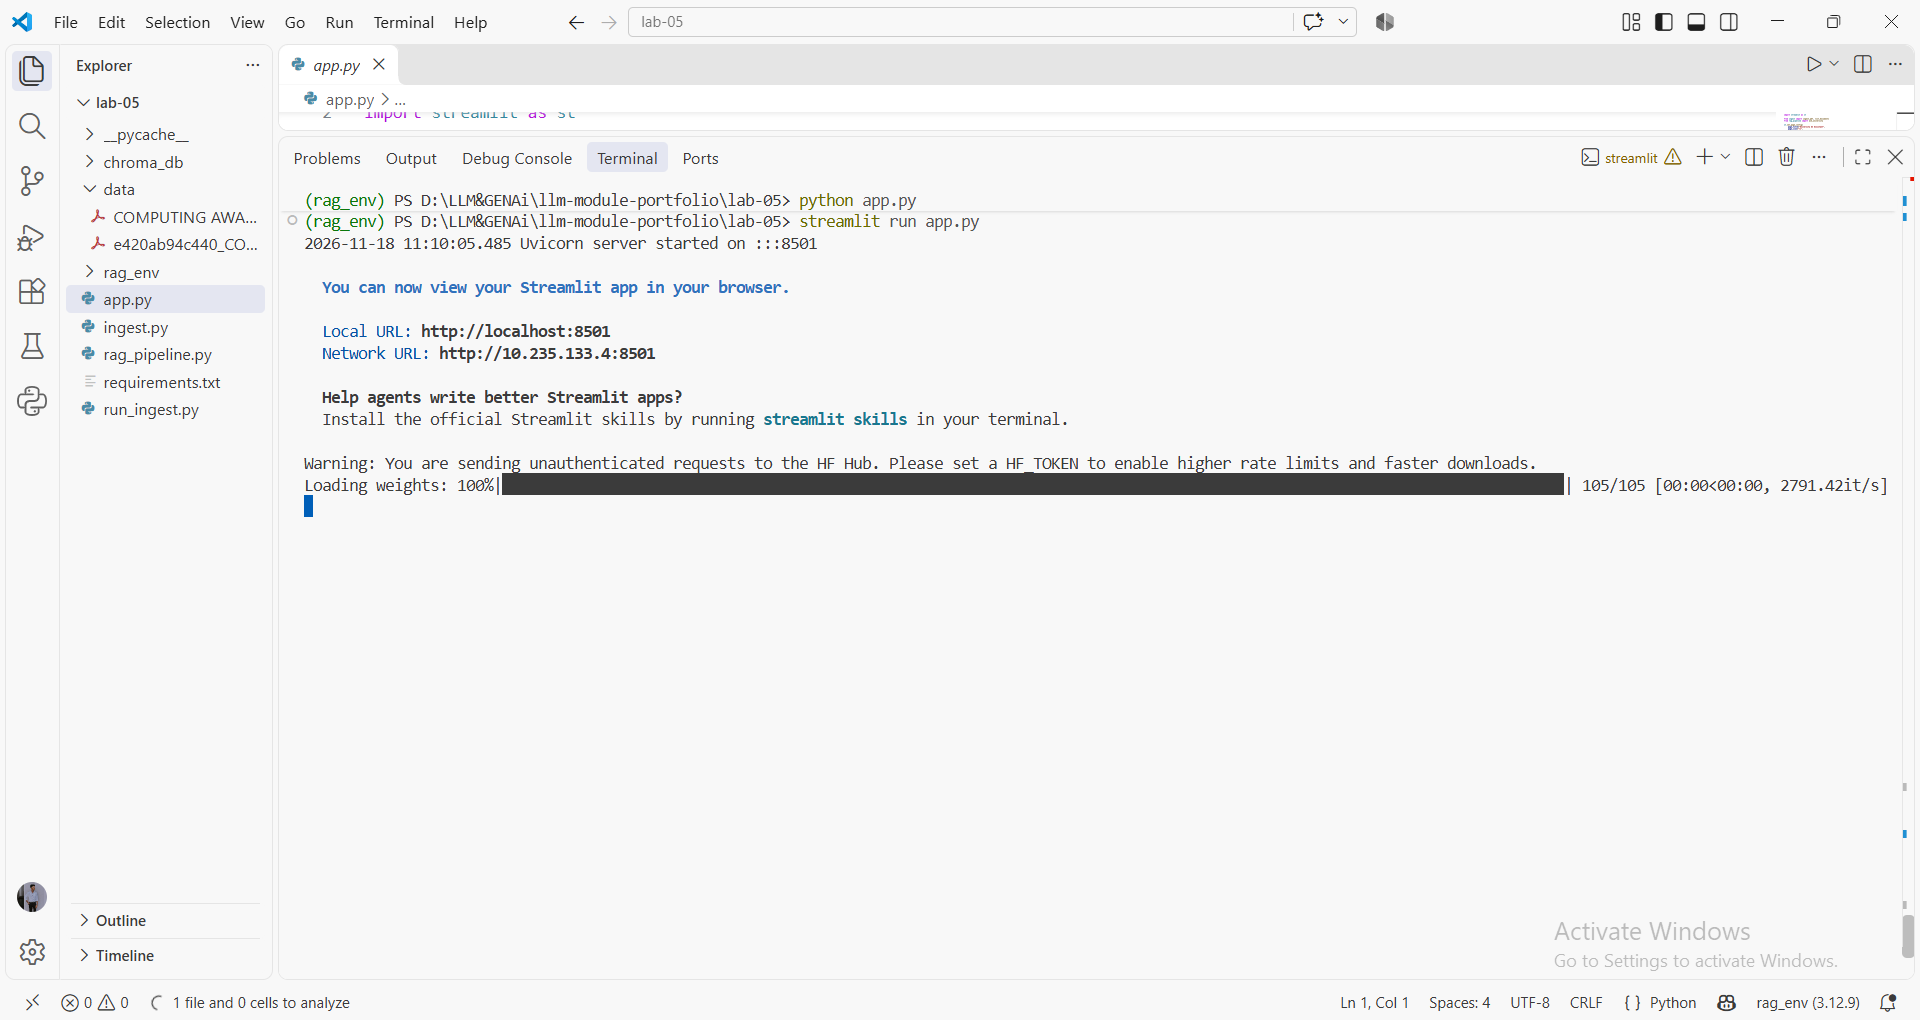 File Edit Selection View Go Run Terminal Help
lab-05
Explorer
lab-05
__pycache__
chroma_db
data
COMPUTING AWA...
e420ab94c440_CO...
rag_env
app.py
ingest.py
rag_pipeline.py
requirements.txt
run_ingest.py
Outline
Timeline
app.py
app.py > ...
2 import streamlit as st
Problems Output Debug Console Terminal Ports
streamlit
(rag_env) PS D:\LLM&GENAi\llm-module-portfolio\lab-05> python app.py
(rag_env) PS D:\LLM&GENAi\llm-module-portfolio\lab-05> streamlit run app.py
2026-11-18 11:10:05.485 Uvicorn server started on :::8501
You can now view your Streamlit app in your browser.
Local URL: http://localhost:8501
Network URL: http://10.235.133.4:8501
Help agents write better Streamlit apps?
Install the official Streamlit skills by running streamlit skills in your terminal.
Warning: You are sending unauthenticated requests to the HF Hub. Please set a HF_TOKEN to enable higher rate limits and faster downloads.
Loading weights: 100%| | 105/105 [00:00<00:00, 2791.42it/s]
Activate Windows
Go to Settings to activate Windows.
0 0 1 file and 0 cells to analyze
Ln 1, Col 1 Spaces: 4 UTF-8 CRLF { } Python rag_env (3.12.9)